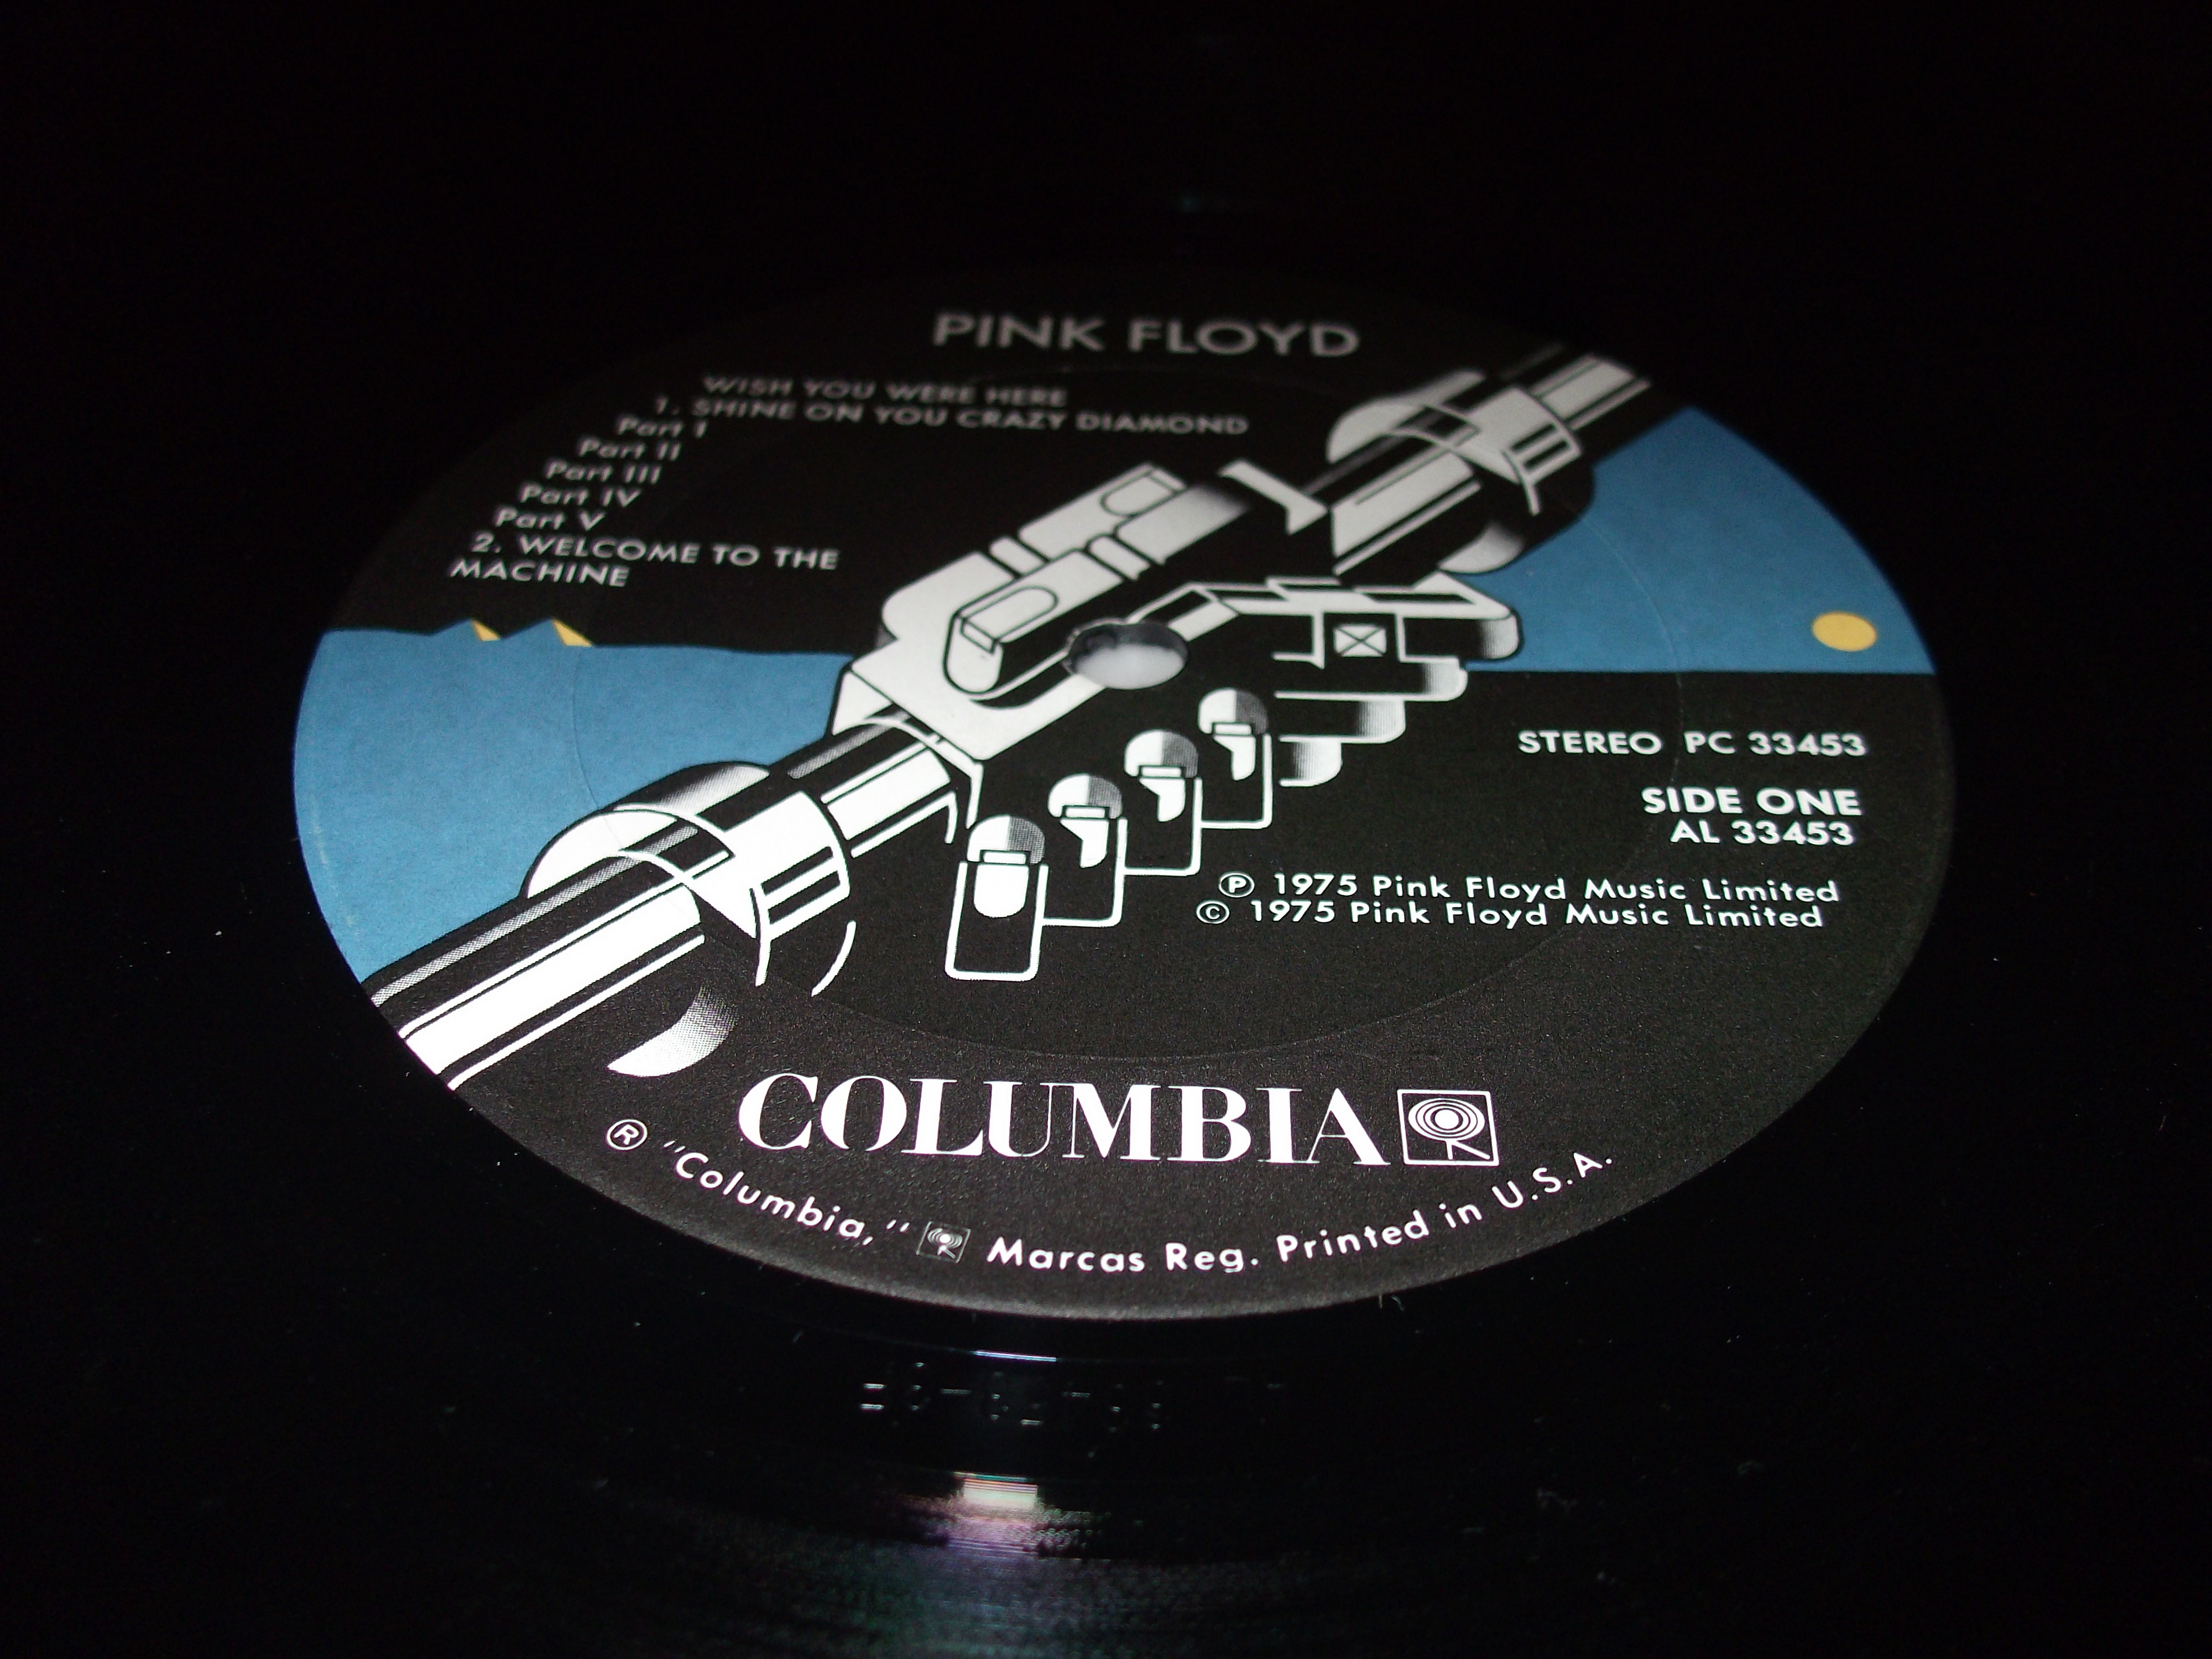 PINK FLOYD
WISH YOU WERE HERE
1. SHINE ON YOU CRAZY DIAMOND
Part I
Part II
Part III
Part IV
Part V
2. WELCOME TO THE
MACHINE
STEREO PC 33453
SIDE ONE
AL 33453
Ⓟ 1975 Pink Floyd Music Limited
© 1975 Pink Floyd Music Limited
COLUMBIA
® "Columbia," Marcas Reg. Printed in U.S.A.